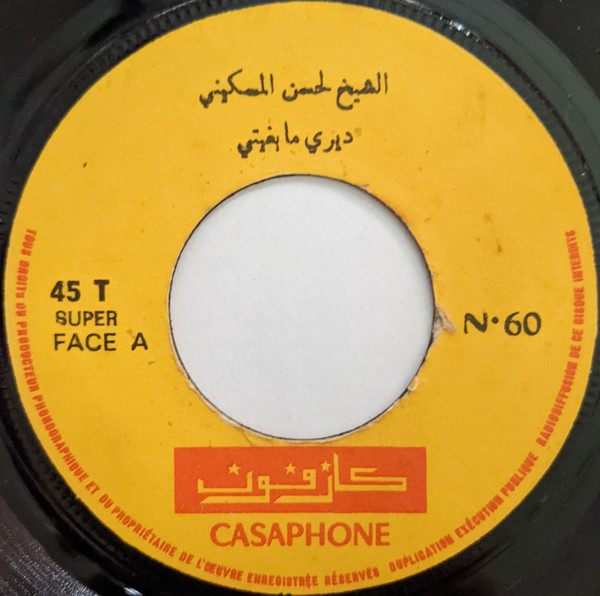 الشيخ لحسن المسكيني
ديري ما بغيتي
45 T
SUPER
FACE A
N·60
كازفون
CASAPHONE
TOUS DROITS DU PRODUCTEUR PHONOGRAPHIQUE ET DU PROPRIÉTAIRE DE L'ŒUVRE ENREGISTRÉE RÉSERVÉS DUPLICATION EXÉCUTION PUBLIQUE RADIODIFFUSION DE CE DISQUE INTERDITS